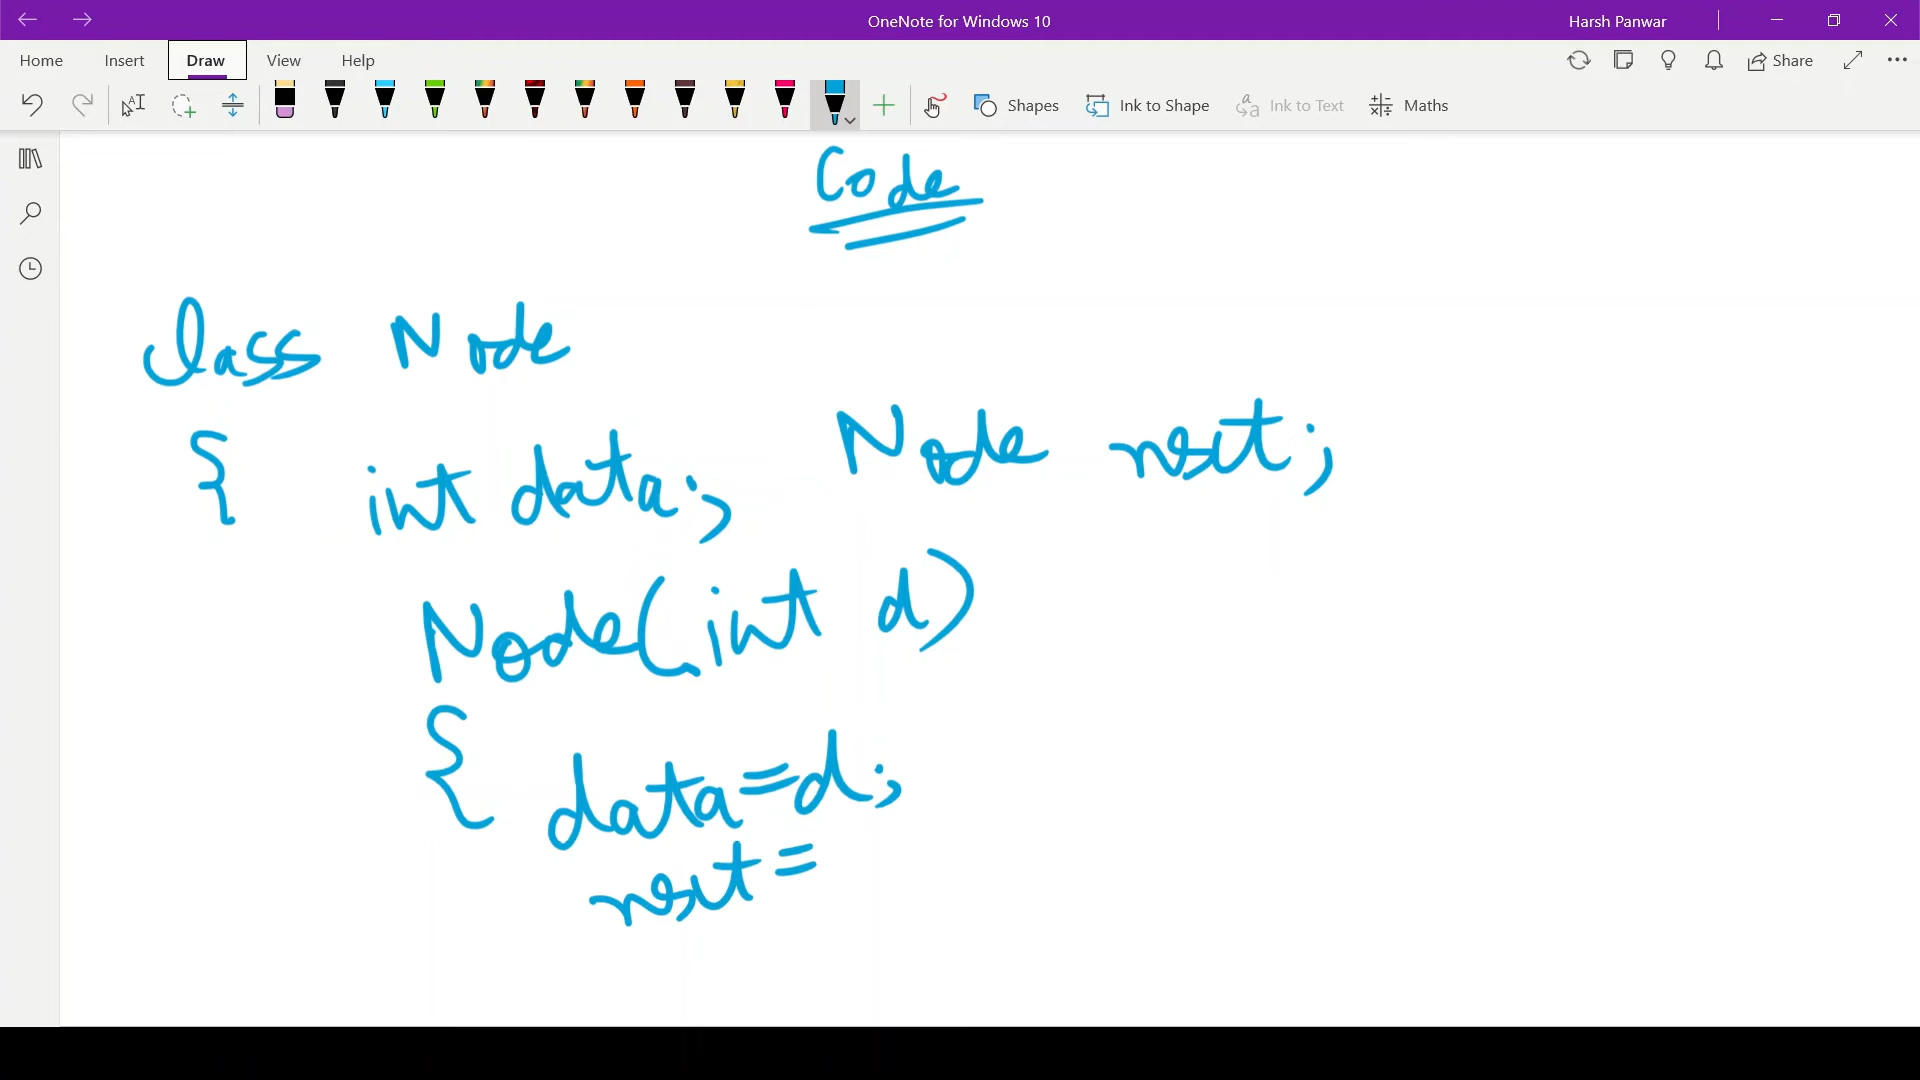 OneNote for Windows 10
Harsh Panwar
Home Insert Draw View Help
Share
Shapes Ink to Shape Ink to Text Maths
Code
class Node
{ int data; Node next;
Node(int d)
{ data=d;
next=